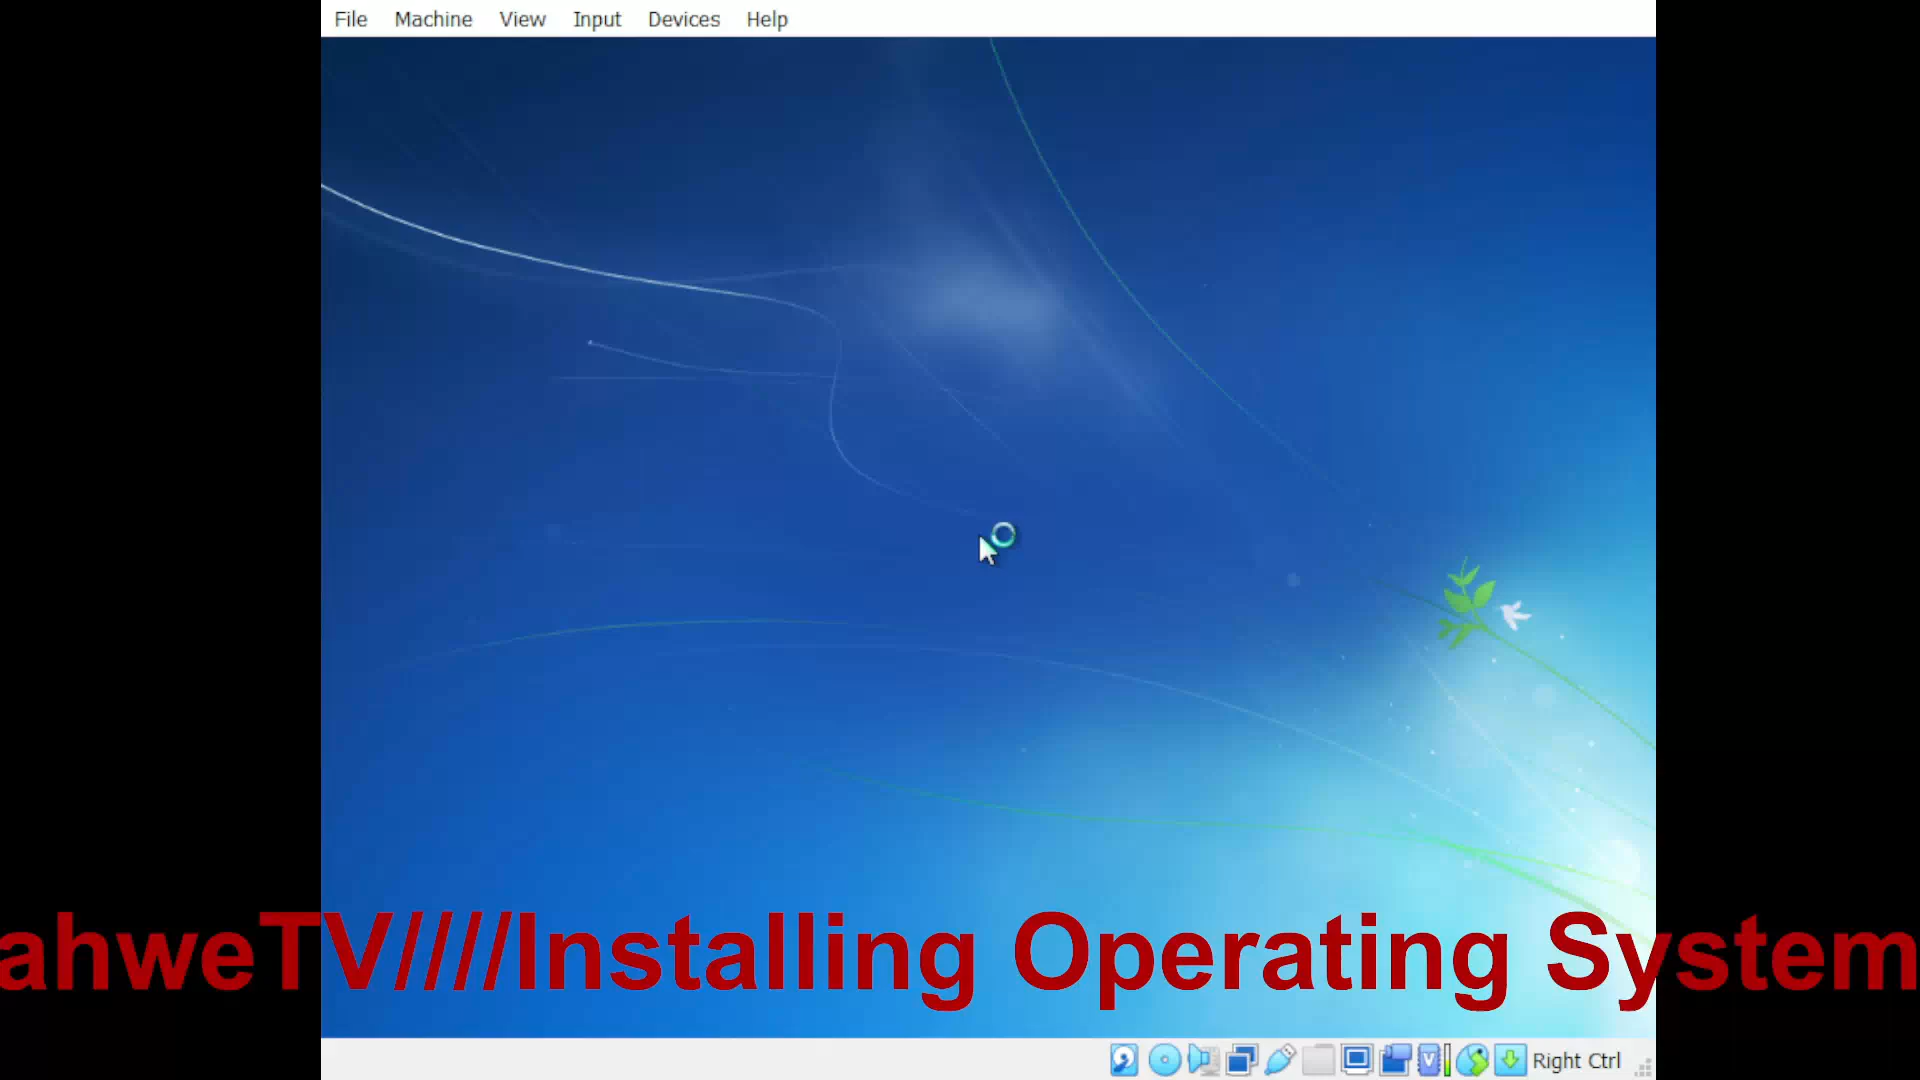 File Machine View Input Devices Help
ahweTV////Installing Operating System
Right Ctrl